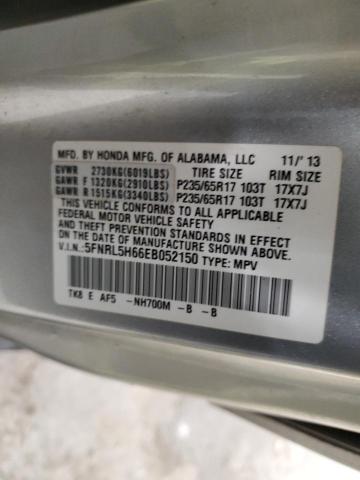 MFD. BY HONDA MFG. OF ALABAMA, LLC 11/'13
GVWR 2730KG(6019LBS) TIRE SIZE RIM SIZE
GAWR F 1320KG(2910LBS) P235/65R17 103T 17X7J
GAWR R 1515KG(3340LBS) P235/65R17 103T 17X7J
THIS VEHICLE CONFORMS TO ALL APPLICABLE
FEDERAL MOTOR VEHICLE SAFETY AND THEFT
PREVENTION STANDARDS IN EFFECT ON THE
DATE OF MANUFACTURE SHOWN ABOVE.
V.I.N.:5FNRL5H66EB052150 TYPE: MPV
TK8 E AF5 -NH700M -B -B